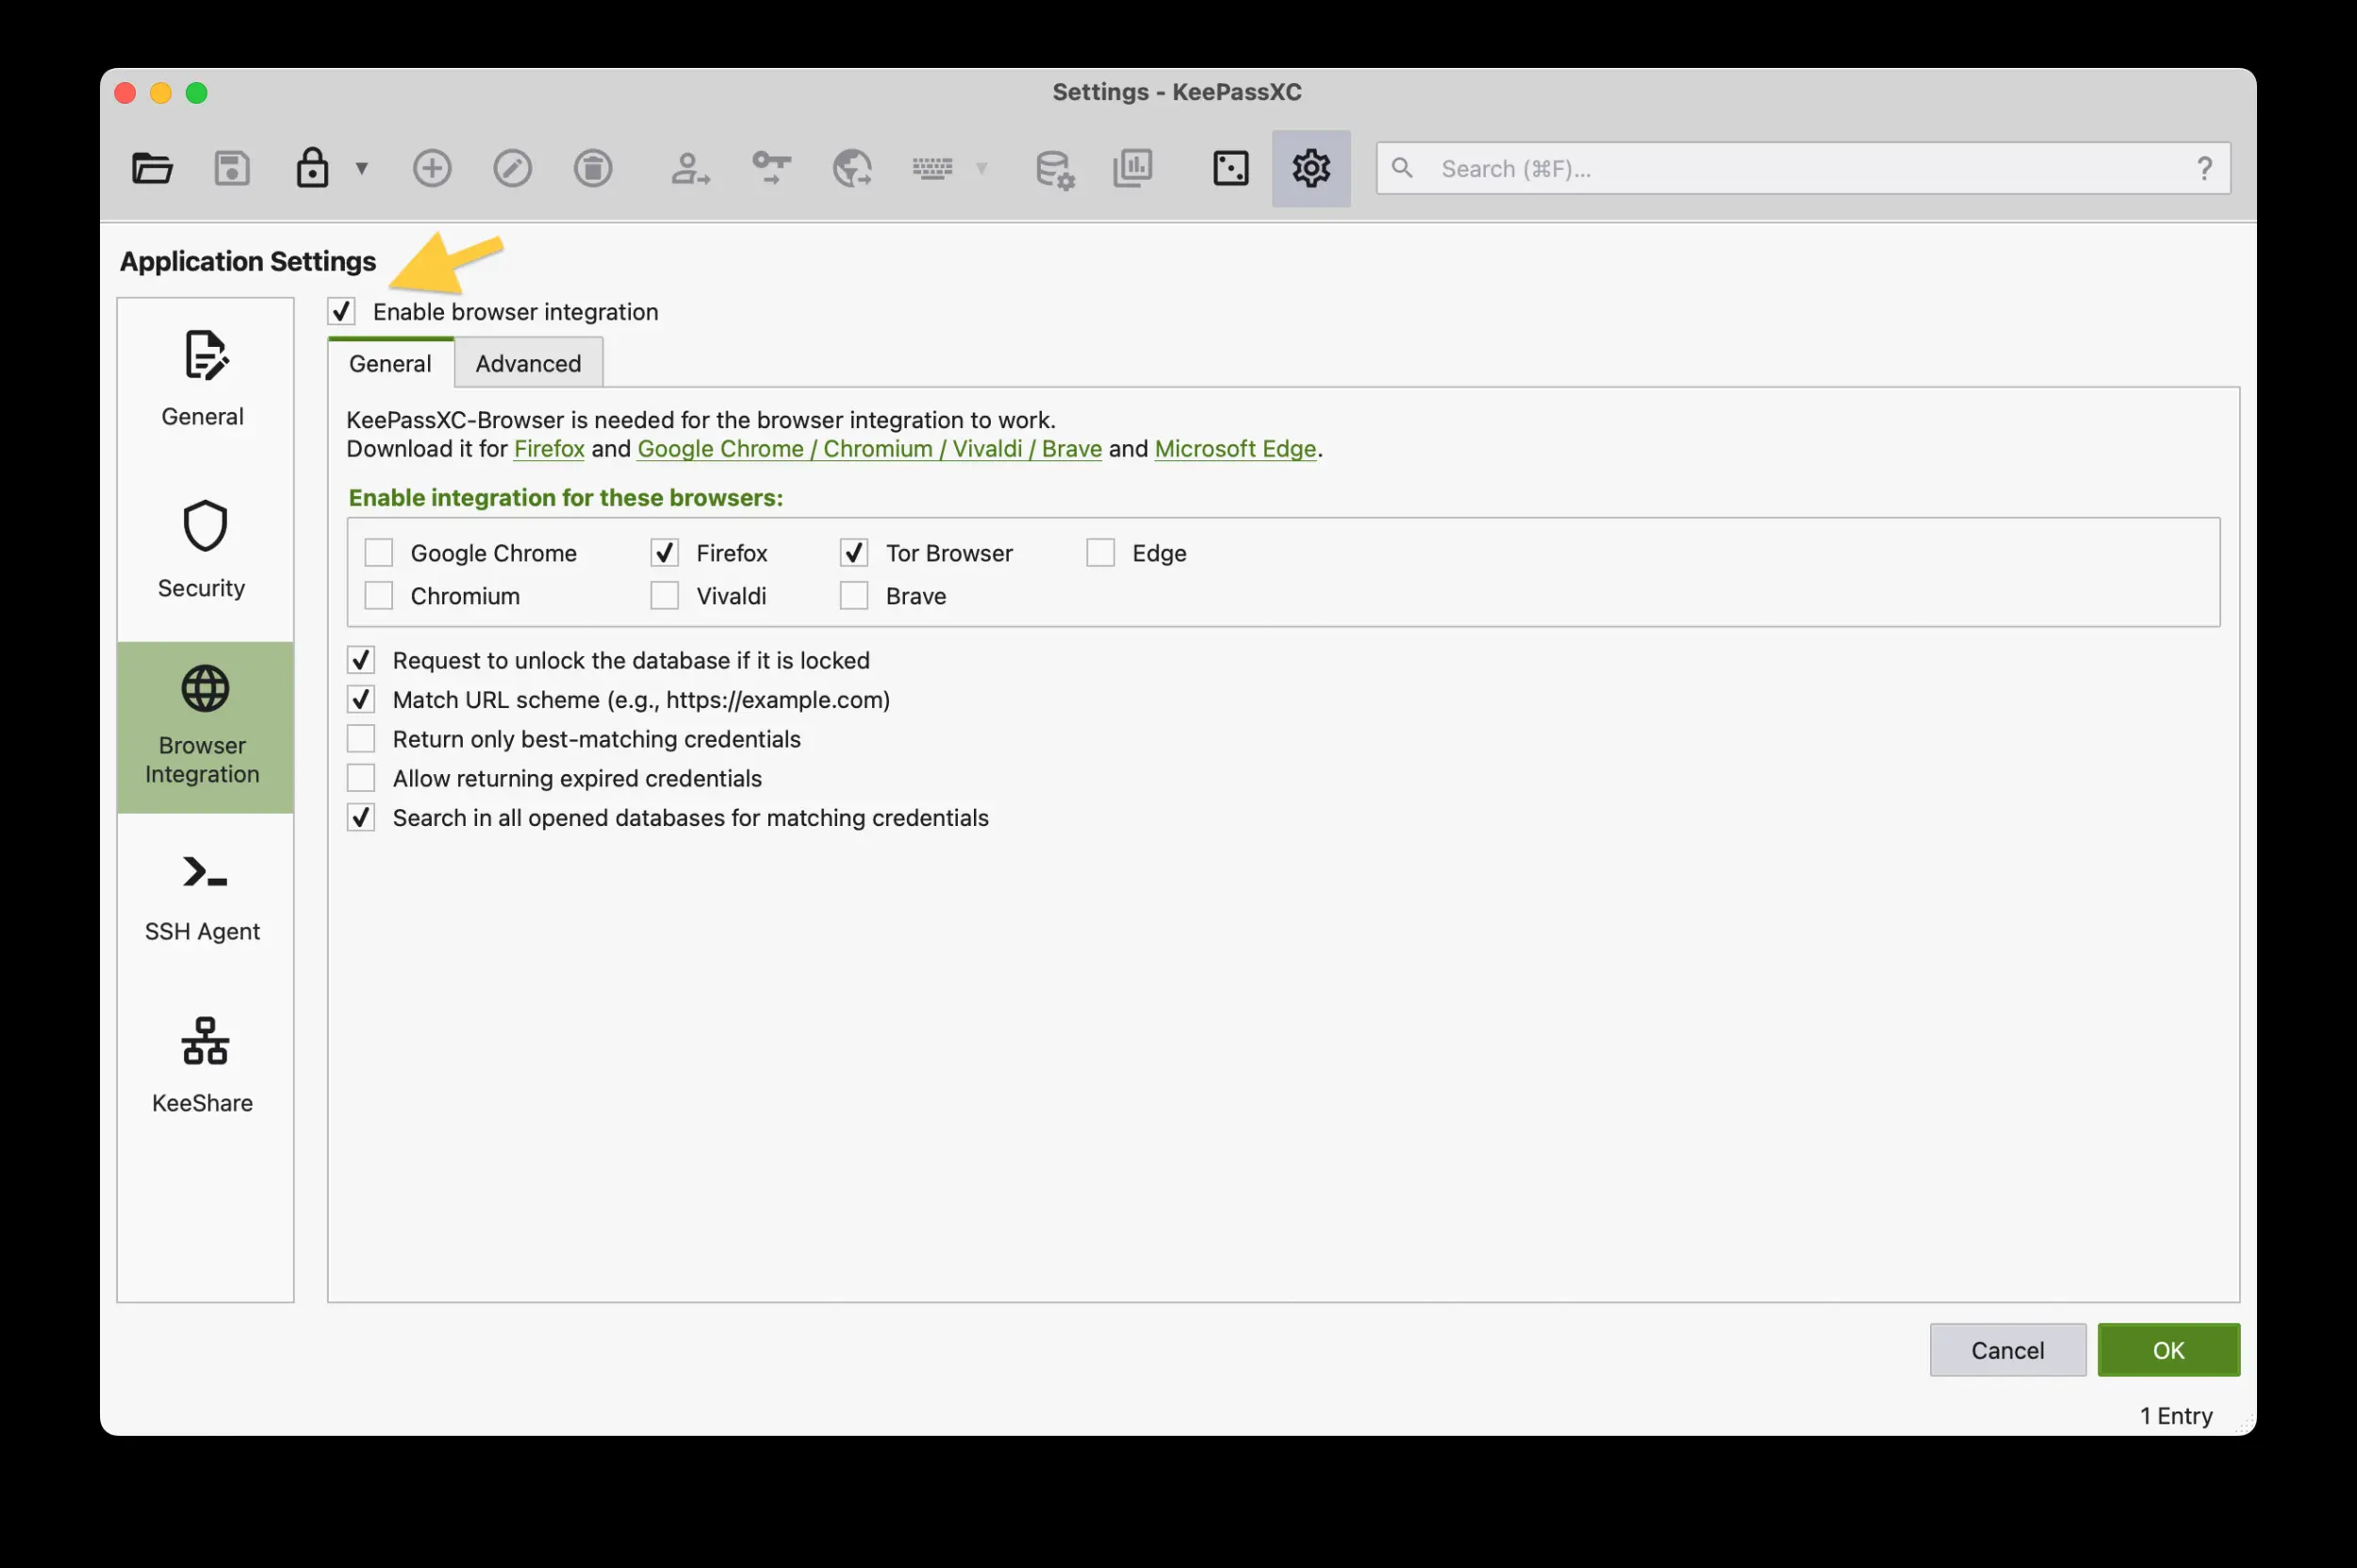 Settings - KeePassXC
Search (⌘F)...
?
Application Settings
Enable browser integration
General
Advanced
General
Security
Browser
Integration
SSH Agent
KeeShare
KeePassXC-Browser is needed for the browser integration to work.
Download it for Firefox and Google Chrome / Chromium / Vivaldi / Brave and Microsoft Edge.
Enable integration for these browsers:
Google Chrome Firefox Tor Browser Edge
Chromium Vivaldi Brave
Request to unlock the database if it is locked
Match URL scheme (e.g., https://example.com)
Return only best-matching credentials
Allow returning expired credentials
Search in all opened databases for matching credentials
Cancel
OK
1 Entry